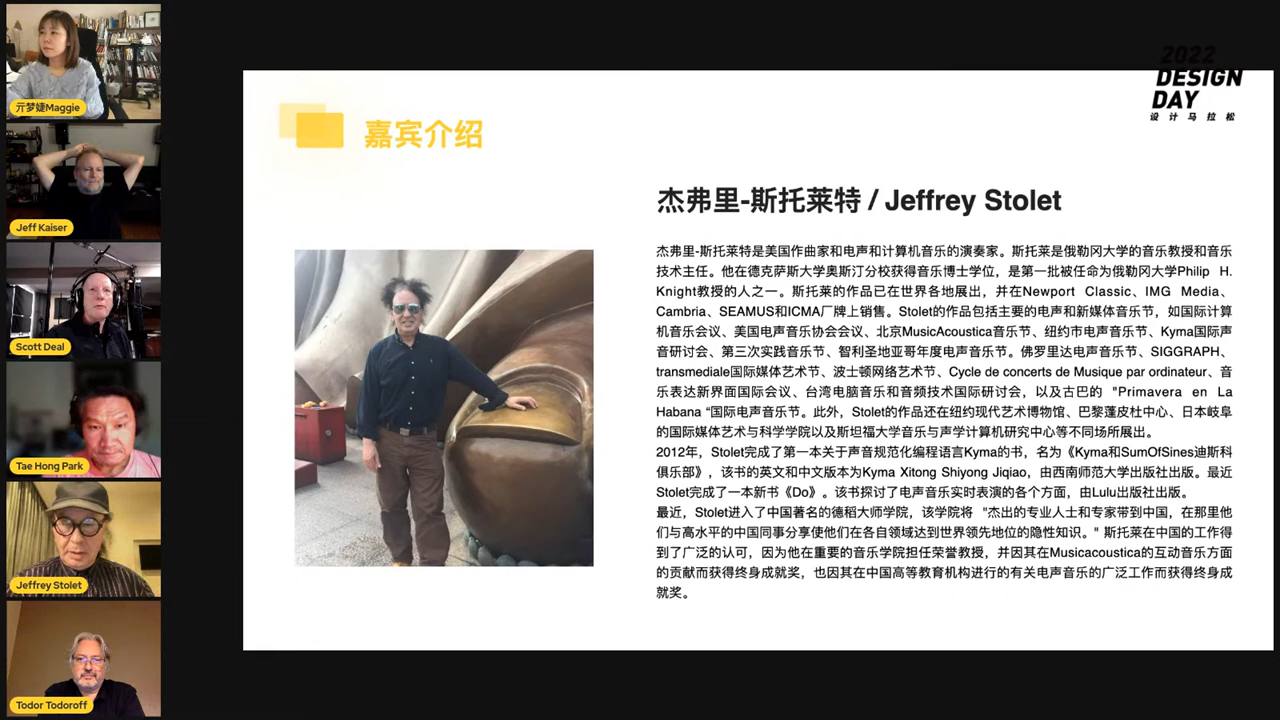 亓梦婕Maggie
Jeff Kaiser
Scott Deal
Tae Hong Park
Jeffrey Stolet
Todor Todoroff
2022
DESIGN
DAY
设计马拉松
嘉宾介绍
杰弗里-斯托莱特 / Jeffrey Stolet
杰弗里-斯托莱特是美国作曲家和电声和计算机音乐的演奏家。斯托莱是俄勒冈大学的音乐教授和音乐
技术主任。他在德克萨斯大学奥斯汀分校获得音乐博士学位，是第一批被任命为俄勒冈大学Philip H.
Knight教授的人之一。斯托莱的作品已在世界各地展出，并在Newport Classic、IMG Media、
Cambria、SEAMUS和ICMA厂牌上销售。Stolet的作品包括主要的电声和新媒体音乐节，如国际计算
机音乐会议、美国电声音乐协会会议、北京MusicAcoustica音乐节、纽约市电声音乐节、Kyma国际声
音研讨会、第三次实践音乐节、智利圣地亚哥年度电声音乐节。佛罗里达电声音乐节、SIGGRAPH、
transmediale国际媒体艺术节、波士顿网络艺术节、Cycle de concerts de Musique par ordinateur、音
乐表达新界面国际会议、台湾电脑音乐和音频技术国际研讨会，以及古巴的 "Primavera en La
Habana “国际电声音乐节。此外，Stolet的作品还在纽约现代艺术博物馆、巴黎蓬皮杜中心、日本岐阜
的国际媒体艺术与科学学院以及斯坦福大学音乐与声学计算机研究中心等不同场所展出。
2012年，Stolet完成了第一本关于声音规范化编程语言Kyma的书，名为《Kyma和SumOfSines迪斯科
俱乐部》，该书的英文和中文版本为Kyma Xitong Shiyong Jiqiao，由西南师范大学出版社出版。最近
Stolet完成了一本新书《Do》。该书探讨了电声音乐实时表演的各个方面，由Lulu出版社出版。
最近，Stolet进入了中国著名的德稻大师学院，该学院将 "杰出的专业人士和专家带到中国，在那里他
们与高水平的中国同事分享使他们在各自领域达到世界领先地位的隐性知识。" 斯托莱在中国的工作得
到了广泛的认可，因为他在重要的音乐学院担任荣誉教授，并因其在Musicacoustica的互动音乐方面
的贡献而获得终身成就奖，也因其在中国高等教育机构进行的有关电声音乐的广泛工作而获得终身成
就奖。